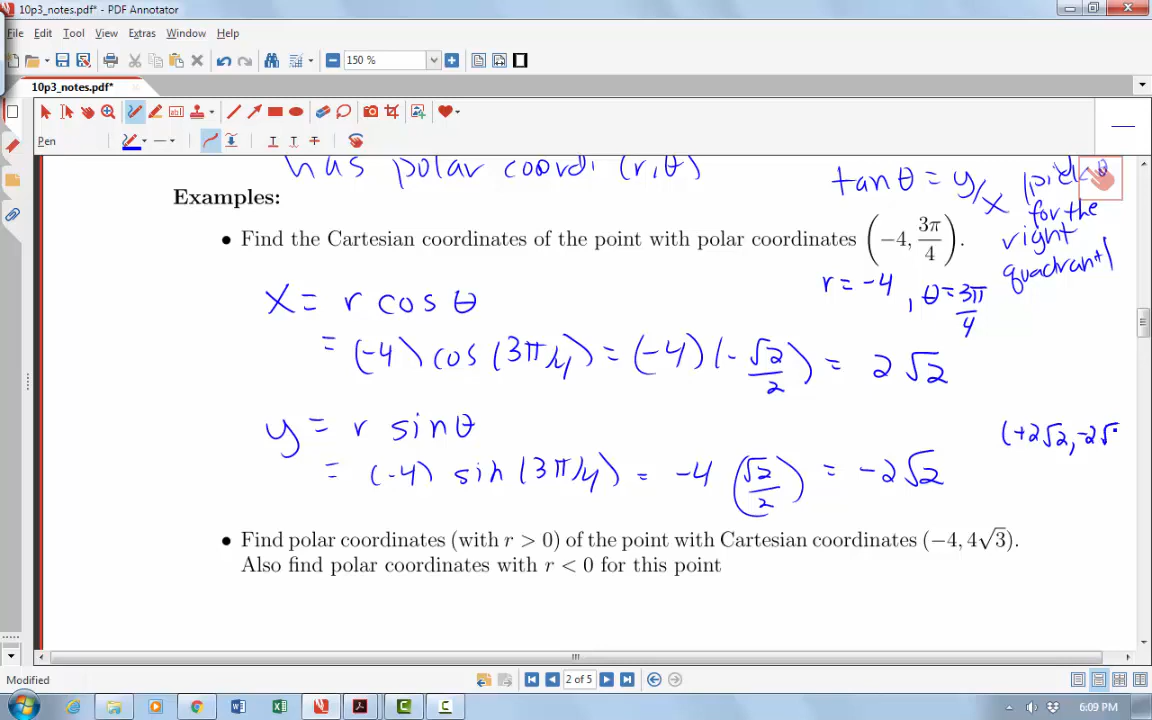 10p3_notes.pdf* - PDF Annotator
File Edit Tool View Extras Window Help
150 %
10p3_notes.pdf*
Pen
has polar coord. (r, θ)
tan θ = y/x
for the
right
quadrant!
Examples:
• Find the Cartesian coordinates of the point with polar coordinates (−4, 3π/4).
r = -4, θ = 3π/4
x = r cos θ
= (-4) cos (3π/4) = (-4) (-√2/2) = 2√2
y = r sin θ
(+2√2, -2√
= (-4) sin (3π/4) = -4 (√2/2) = -2√2
• Find polar coordinates (with r > 0) of the point with Cartesian coordinates (−4, 4√3).
Also find polar coordinates with r < 0 for this point
Modified
2 of 5
6:09 PM